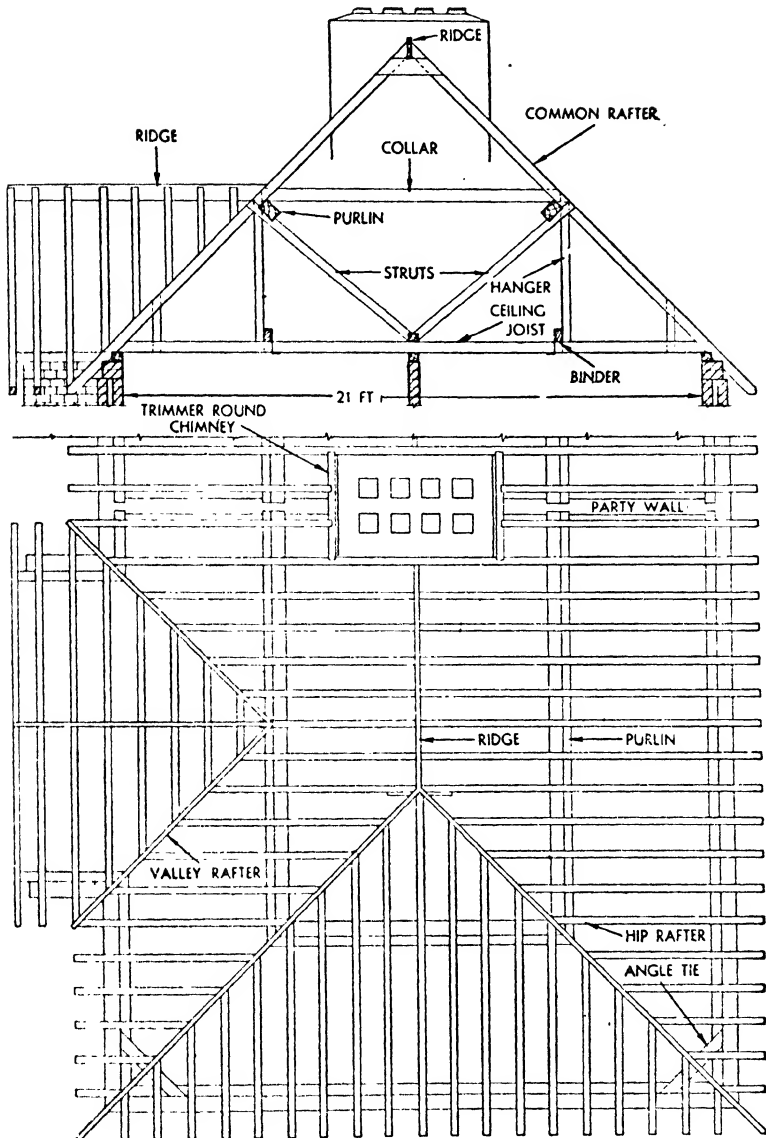 RIDGE
COMMON RAFTER
RIDGE
COLLAR
PURLIN
STRUTS
HANGER
CEILING
JOIST
BINDER
21 FT
TRIMMER ROUND
CHIMNEY
PARTY WALL
RIDGE
PURLIN
VALLEY RAFTER
HIP RAFTER
ANGLE TIE